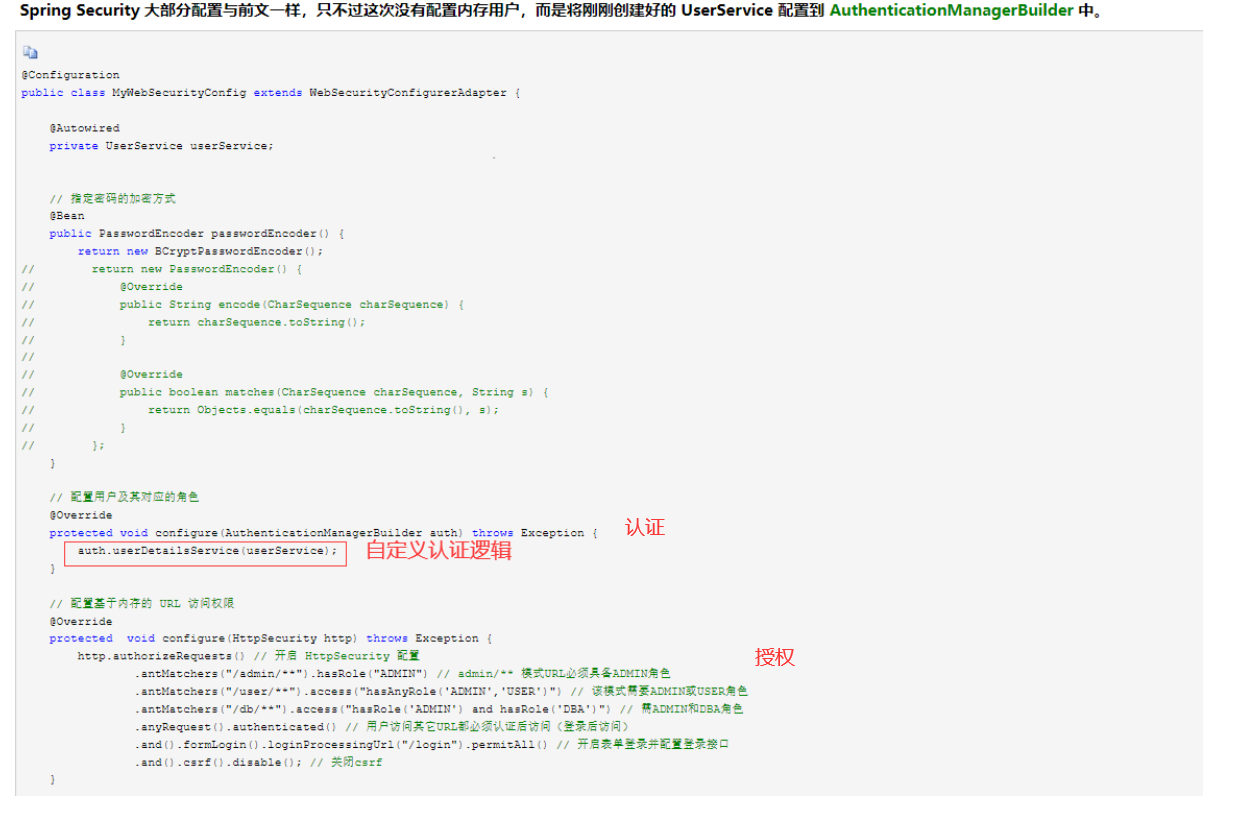 Spring Security 大部分配置与前文一样，只不过这次没有配置内存用户，而是将刚刚创建好的 UserService 配置到 AuthenticationManagerBuilder 中。
@Configuration
public class MyWebSecurityConfig extends WebSecurityConfigurerAdapter {
@Autowired
private UserService userService;
// 指定密码的加密方式
@Bean
public PasswordEncoder passwordEncoder() {
return new BCryptPasswordEncoder();
// return new PasswordEncoder() {
// @Override
// public String encode(CharSequence charSequence) {
// return charSequence.toString();
// }
//
// @Override
// public boolean matches(CharSequence charSequence, String s) {
// return Objects.equals(charSequence.toString(), s);
// }
// };
}
// 配置用户及其对应的角色
@Override
protected void configure(AuthenticationManagerBuilder auth) throws Exception { 认证
auth.userDetailsService(userService); 自定义认证逻辑
}
// 配置基于内存的 URL 访问权限
@Override
protected  void configure(HttpSecurity http) throws Exception {
http.authorizeRequests() // 开启 HttpSecurity 配置 授权
.antMatchers("/admin/**").hasRole("ADMIN") // admin/** 模式URL必须具备ADMIN角色
.antMatchers("/user/**").access("hasAnyRole('ADMIN','USER')") // 该模式需要ADMIN或USER角色
.antMatchers("/db/**").access("hasRole('ADMIN') and hasRole('DBA')") // 需ADMIN和DBA角色
.anyRequest().authenticated() // 用户访问其它URL都必须认证后访问（登录后访问）
.and().formLogin().loginProcessingUrl("/login").permitAll() // 开启表单登录并配置登录接口
.and().csrf().disable(); // 关闭csrf
}